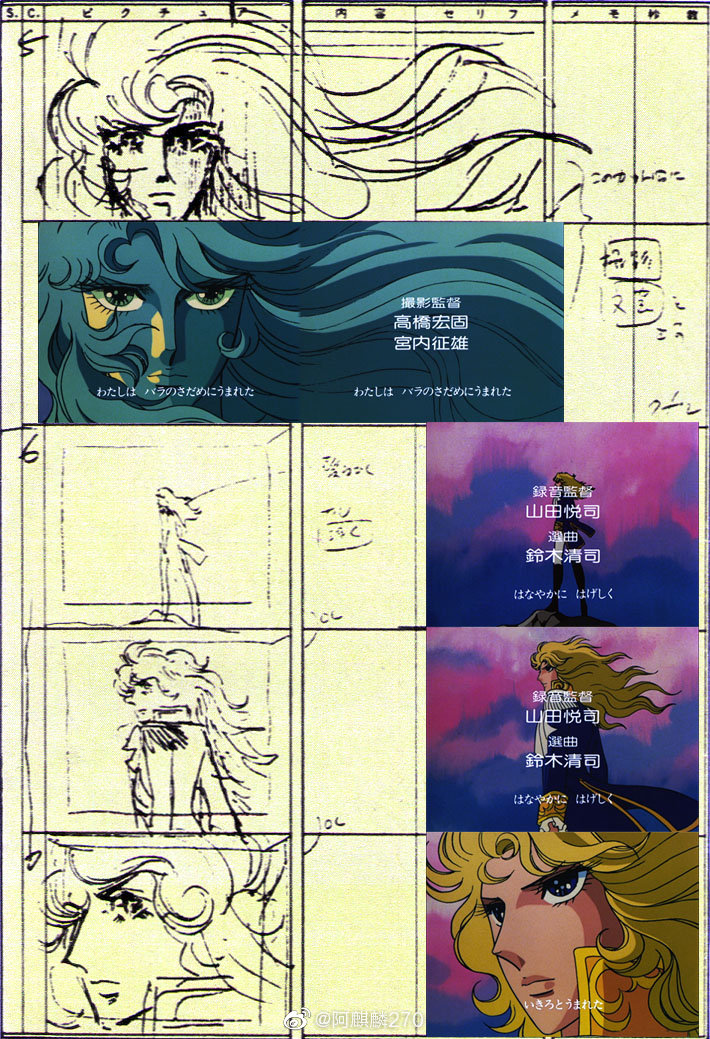 S. C. ピクチュア 内容 セリフ メモ 秒数
5
このカットに
撮影監督
高橋宏固
宮内征雄
わたしは バラのさだめにうまれた
わたしは バラのさだめにうまれた
6
録音監督
山田悦司
選曲
鈴木清司
はなやかに はげしく
録音監督
山田悦司
選曲
鈴木清司
はなやかに はげしく
いきろとうまれた
@阿麒麟270